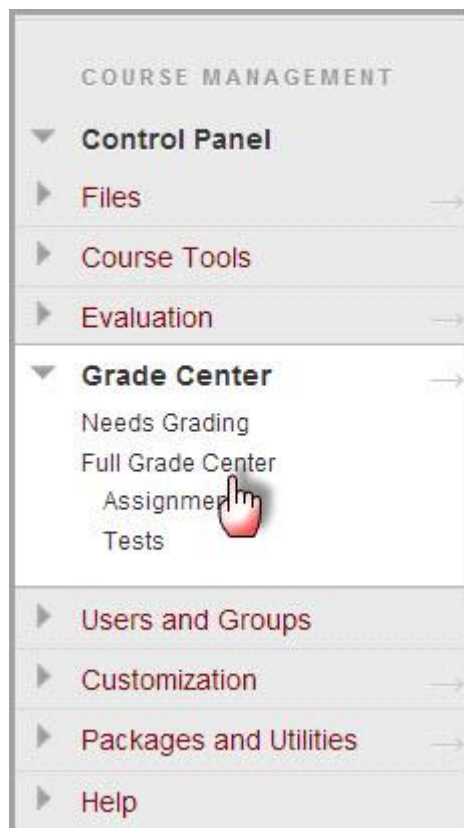 COURSE MANAGEMENT
Control Panel
Files
Course Tools
Evaluation
Grade Center
Needs Grading
Full Grade Center
Tests
Users and Groups
Customization
Packages and Utilities
Help